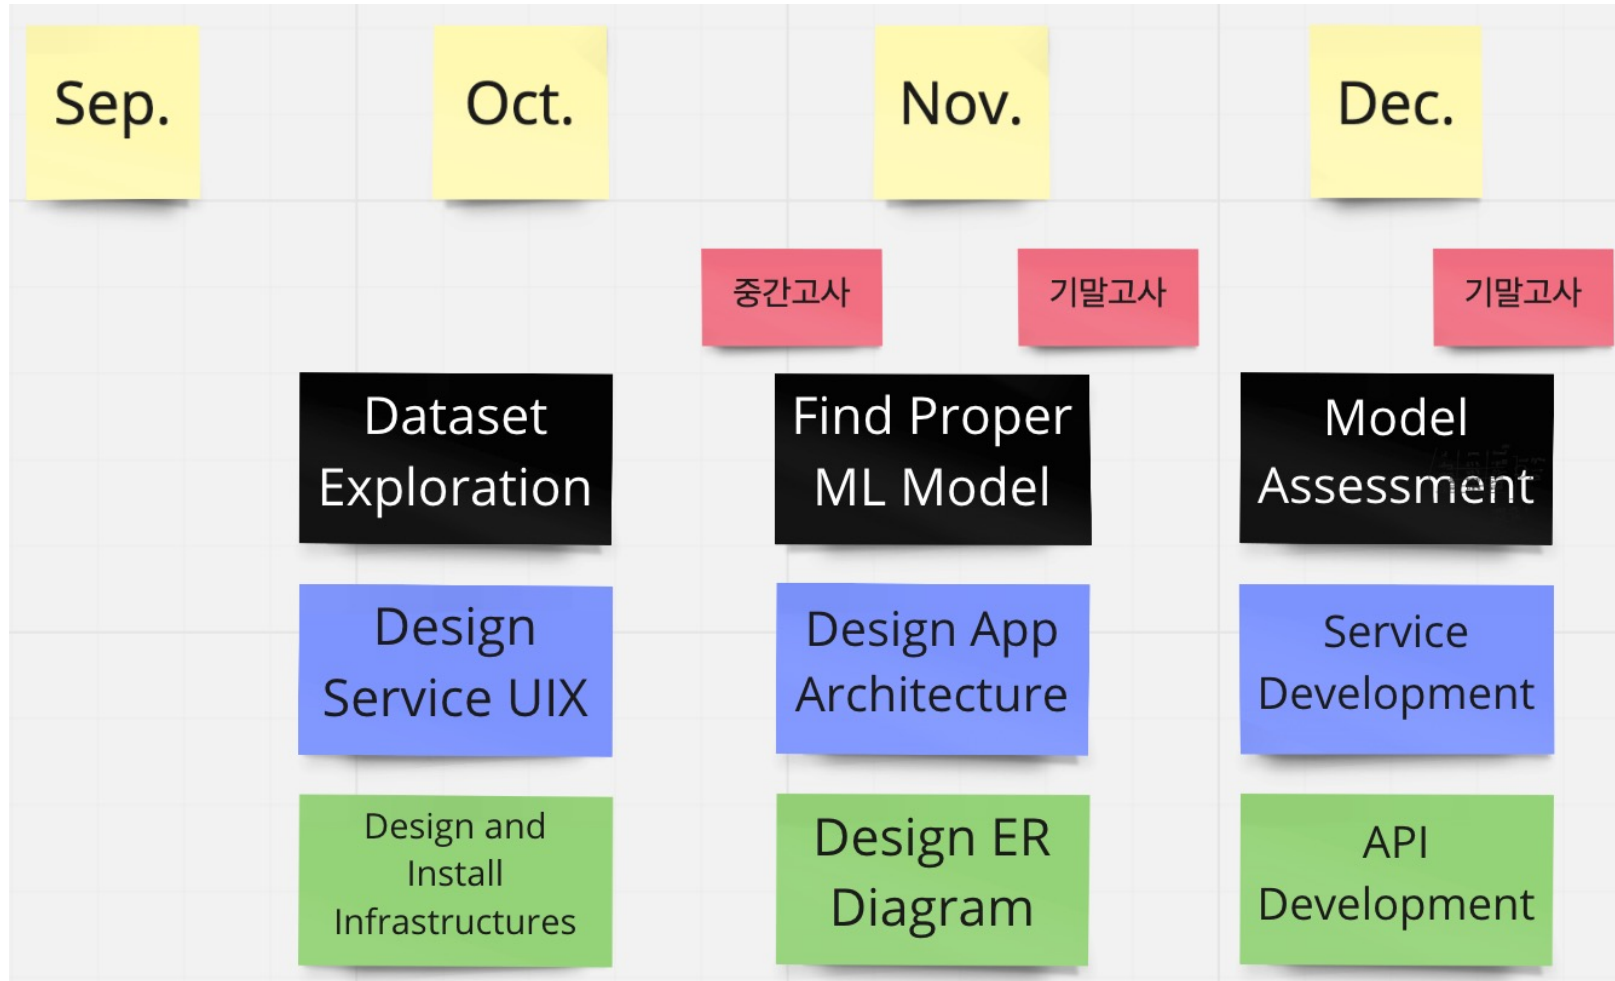 Sep.
Oct.
Nov.
Dec.
중간고사
기말고사
기말고사
Dataset
Exploration
Find Proper
ML Model
Model
Assessment
Design
Service UIX
Design App
Architecture
Service
Development
Design and
Install
Infrastructures
Design ER
Diagram
API
Development